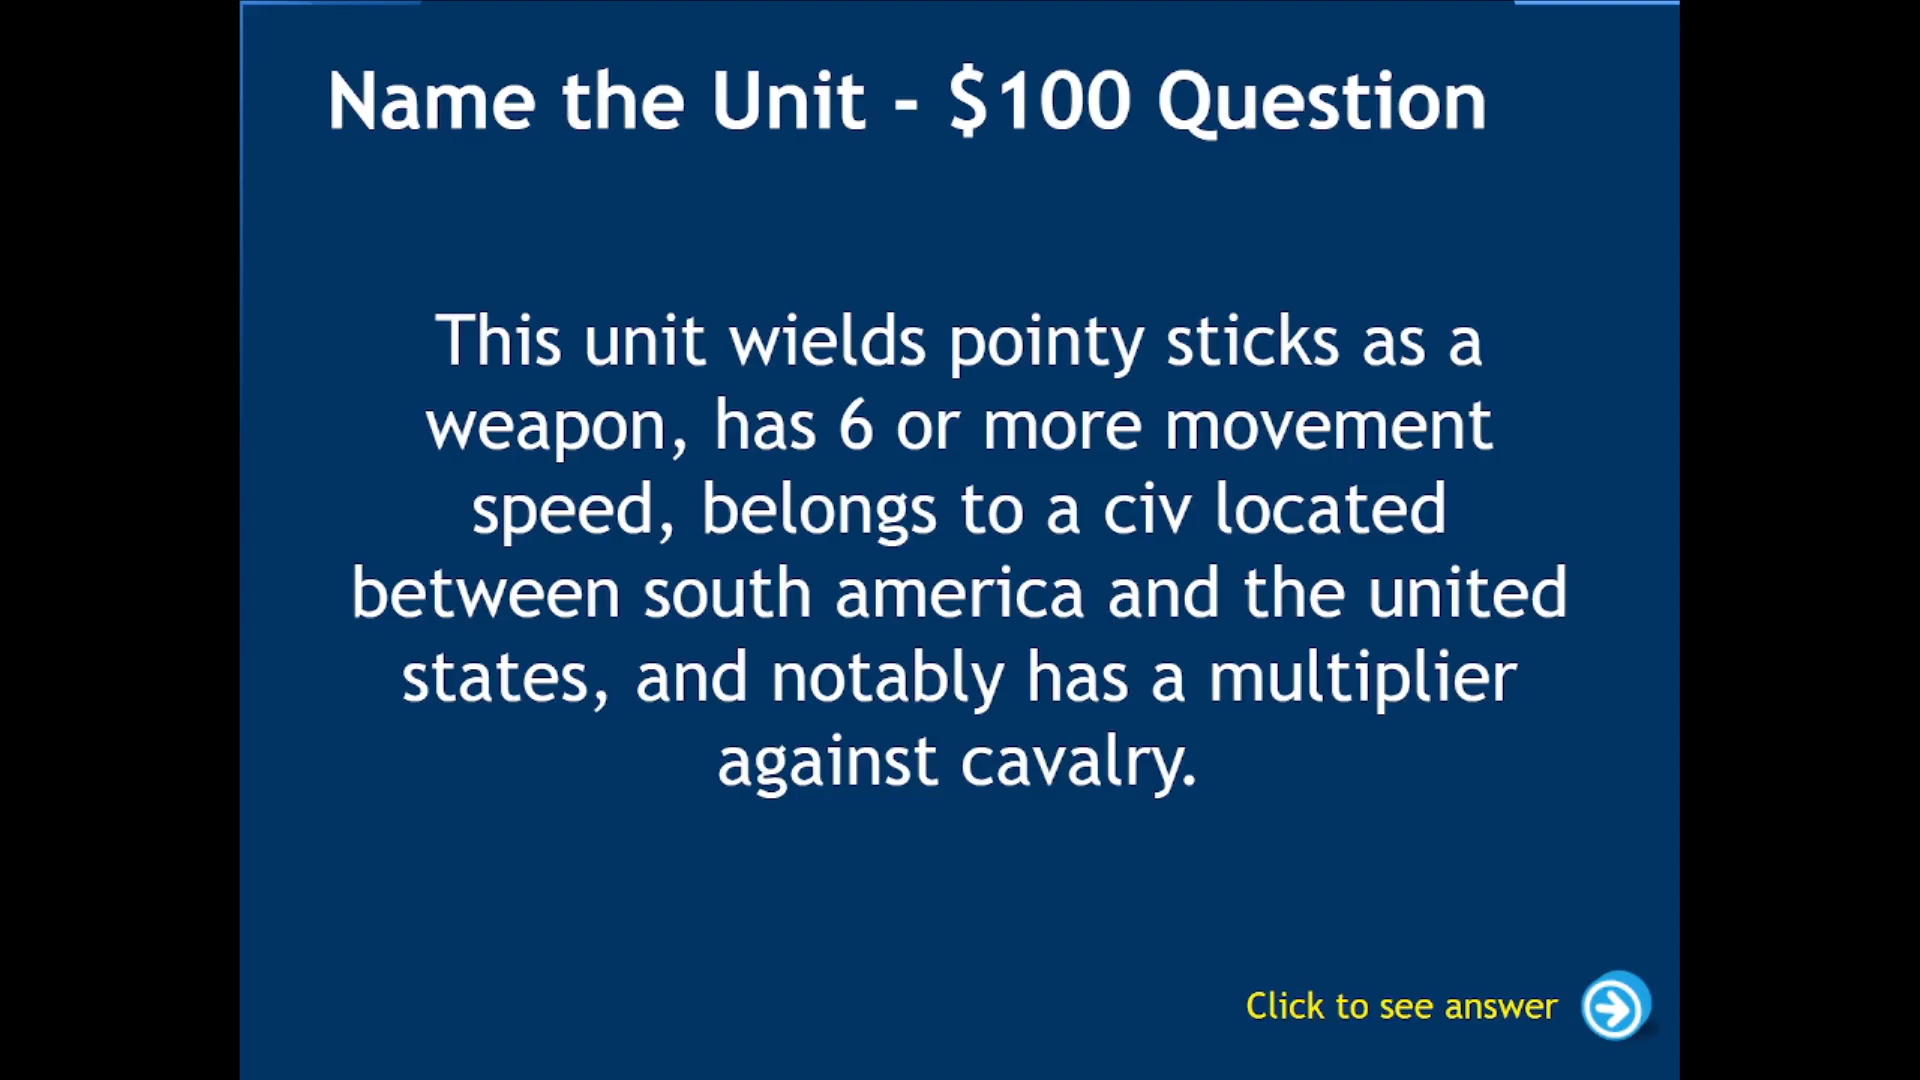 Name the Unit - $100 Question
This unit wields pointy sticks as a
weapon, has 6 or more movement
speed, belongs to a civ located
between south america and the united
states, and notably has a multiplier
against cavalry.
Click to see answer